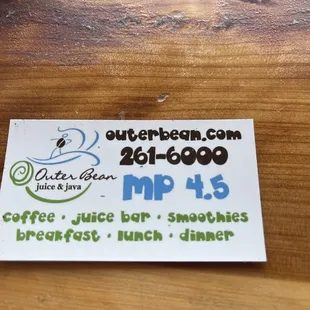 outerbean.com
261-6000
Outer Bean
juice & java
MP 4.5
coffee · juice bar · smoothies
breakfast · lunch · dinner